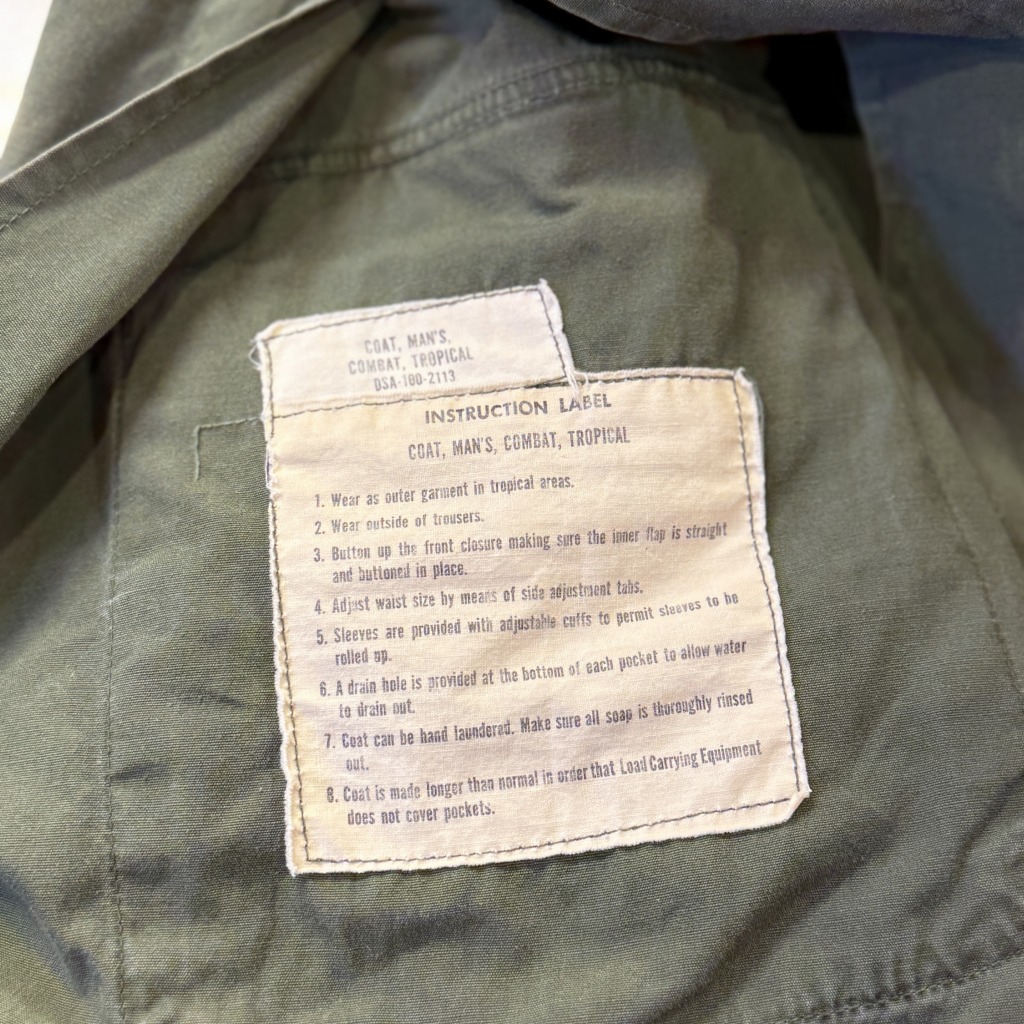 COAT, MAN'S,
COMBAT, TROPICAL
DSA-100-2113
INSTRUCTION LABEL
COAT, MAN'S, COMBAT, TROPICAL
1. Wear as outer garment in tropical areas.
2. Wear outside of trousers.
3. Button up the front closure making sure the inner flap is straight
and buttoned in place.
4. Adjust waist size by means of side adjustment tabs.
5. Sleeves are provided with adjustable cuffs to permit sleeves to be
rolled up.
6. A drain hole is provided at the bottom of each pocket to allow water
to drain out.
7. Coat can be hand laundered. Make sure all soap is thoroughly rinsed
out.
8. Coat is made longer than normal in order that Load Carrying Equipment
does not cover pockets.